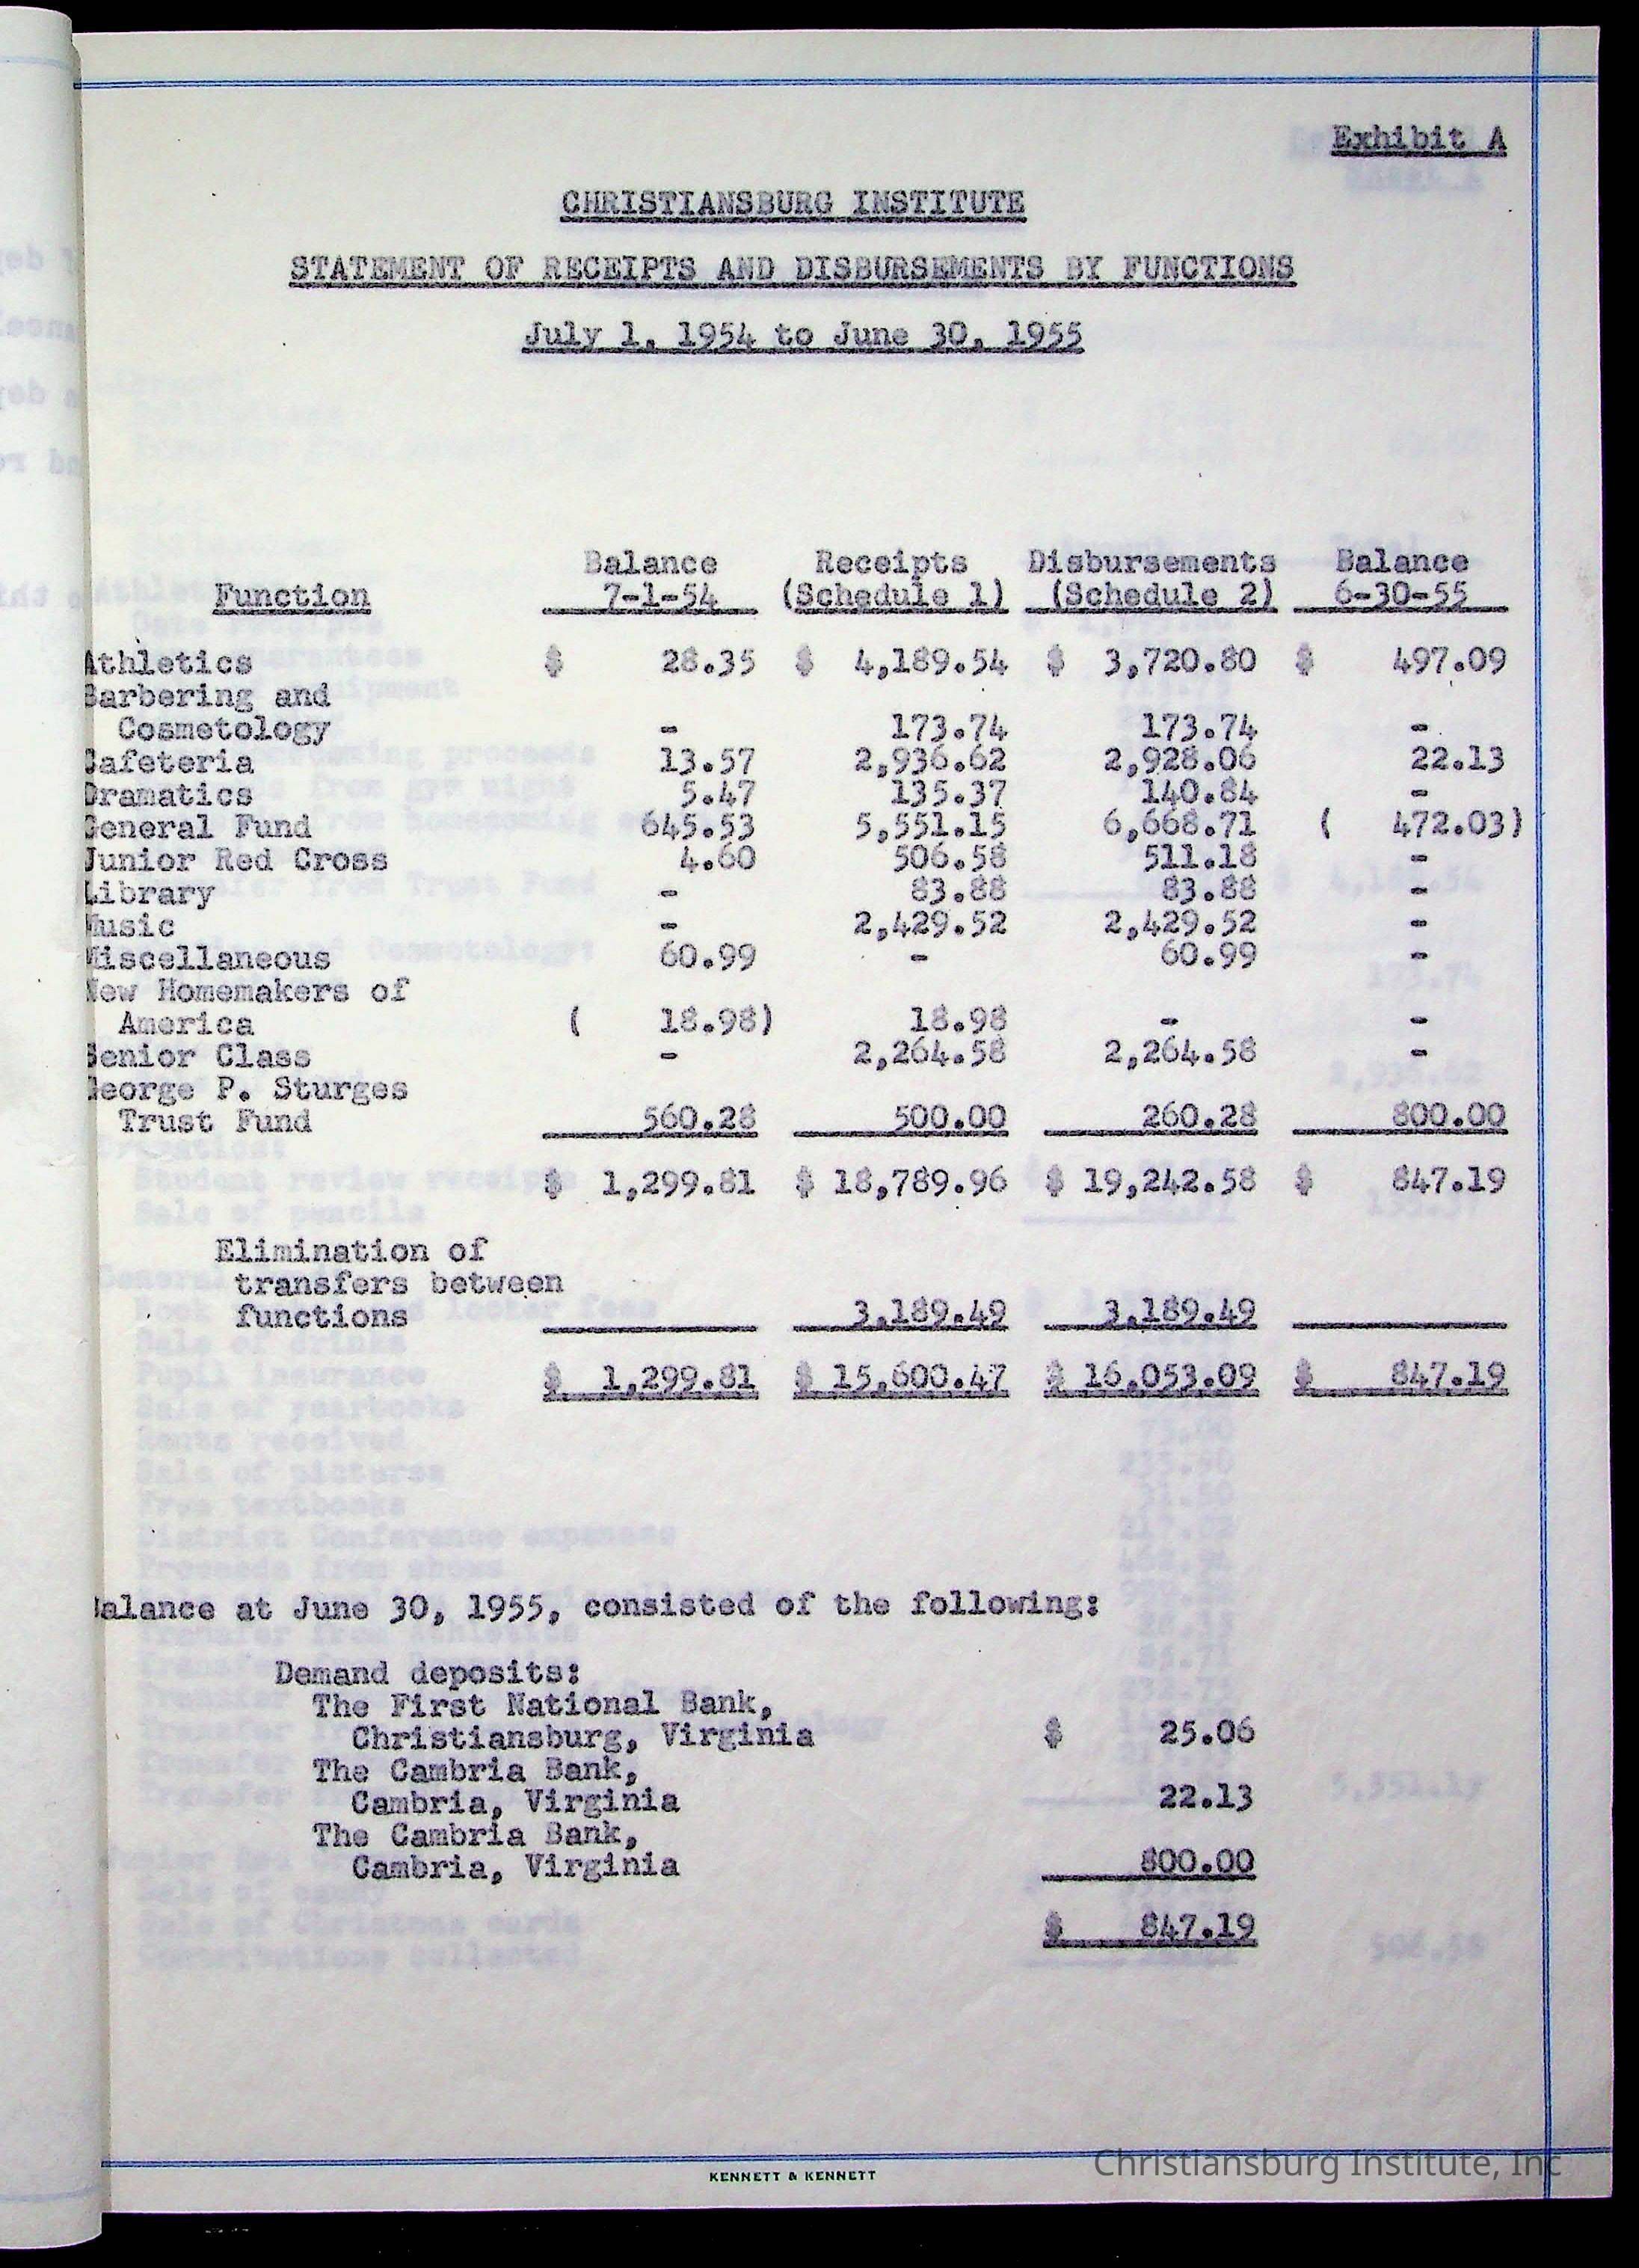 Exhibit A
CHRISTIANSBURG INSTITUTE
STATEMENT OF RECEIPTS AND DISBURSEMENTS BY FUNCTIONS
July 1, 1954 to June 30, 1955
Balance Receipts Disbursements Balance
Function 7-1-54 (Schedule 1) (Schedule 2) 6-30-55
Athletics $ 28.35 $ 4,189.54 $ 3,720.80 $ 497.09
Barbering and
Cosmetology - 173.74 173.74 -
Cafeteria 13.57 2,936.62 2,928.06 22.13
Dramatics 5.47 135.37 140.84 -
General Fund 645.53 5,551.15 6,668.71 ( 472.03)
Junior Red Cross 4.60 506.58 511.18 -
Library - 83.88 83.88 -
Music - 2,429.52 2,429.52 -
Miscellaneous 60.99 - 60.99 -
New Homemakers of
America ( 18.98) 18.98 - -
Senior Class - 2,264.58 2,264.58 -
George P. Sturges
Trust Fund 560.28 500.00 260.28 800.00
$ 1,299.81 $ 18,789.96 $ 19,242.58 $ 847.19
Elimination of
transfers between
functions 3,189.49 3,189.49
$ 1,299.81 $ 15,600.47 $ 16,053.09 $ 847.19
Balance at June 30, 1955, consisted of the following:
Demand deposits:
The First National Bank,
Christiansburg, Virginia $ 25.06
The Cambria Bank,
Cambria, Virginia 22.13
The Cambria Bank,
Cambria, Virginia 800.00
$ 847.19
KENNETT & KENNETT
Christiansburg Institute, Inc